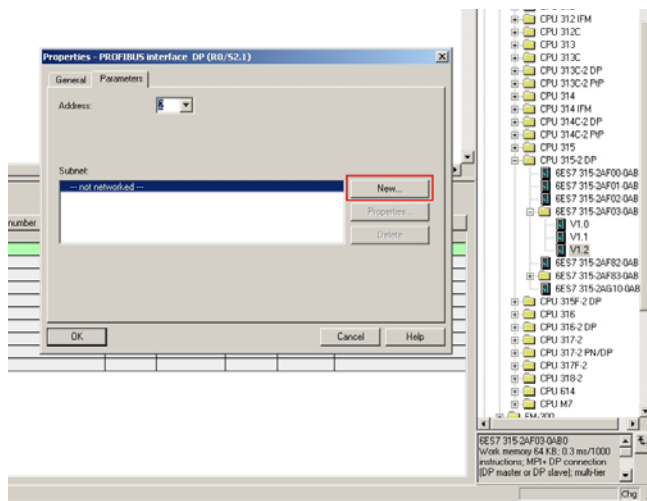 Properties - PROFIBUS interface DP (R0/S2.1)
General
Parameters
Address:
2
Subnet:
--- not networked ---
New...
Properties...
Delete
OK
Cancel
Help
number
CPU 312 IFM
CPU 312C
CPU 313
CPU 313C
CPU 313C-2 DP
CPU 313C-2 PtP
CPU 314
CPU 314 IFM
CPU 314C-2 DP
CPU 314C-2 PtP
CPU 315
CPU 315-2 DP
6ES7 315-2AF00-0AB
6ES7 315-2AF01-0AB
6ES7 315-2AF02-0AB
6ES7 315-2AF03-0AB
V1.0
V1.1
V1.2
6ES7 315-2AF82-0AB
6ES7 315-2AF83-0AB
6ES7 315-2AG10-0AB
CPU 315F-2 DP
CPU 316
CPU 316-2 DP
CPU 317-2
CPU 317-2 PN/DP
CPU 317F-2
CPU 318-2
CPU 614
CPU M7
FM-300
6ES7 315-2AF03-0AB0
Work memory 64 KB; 0.3 ms/1000
instructions; MPI+ DP connection
(DP master or DP slave); multi-tier
Chg